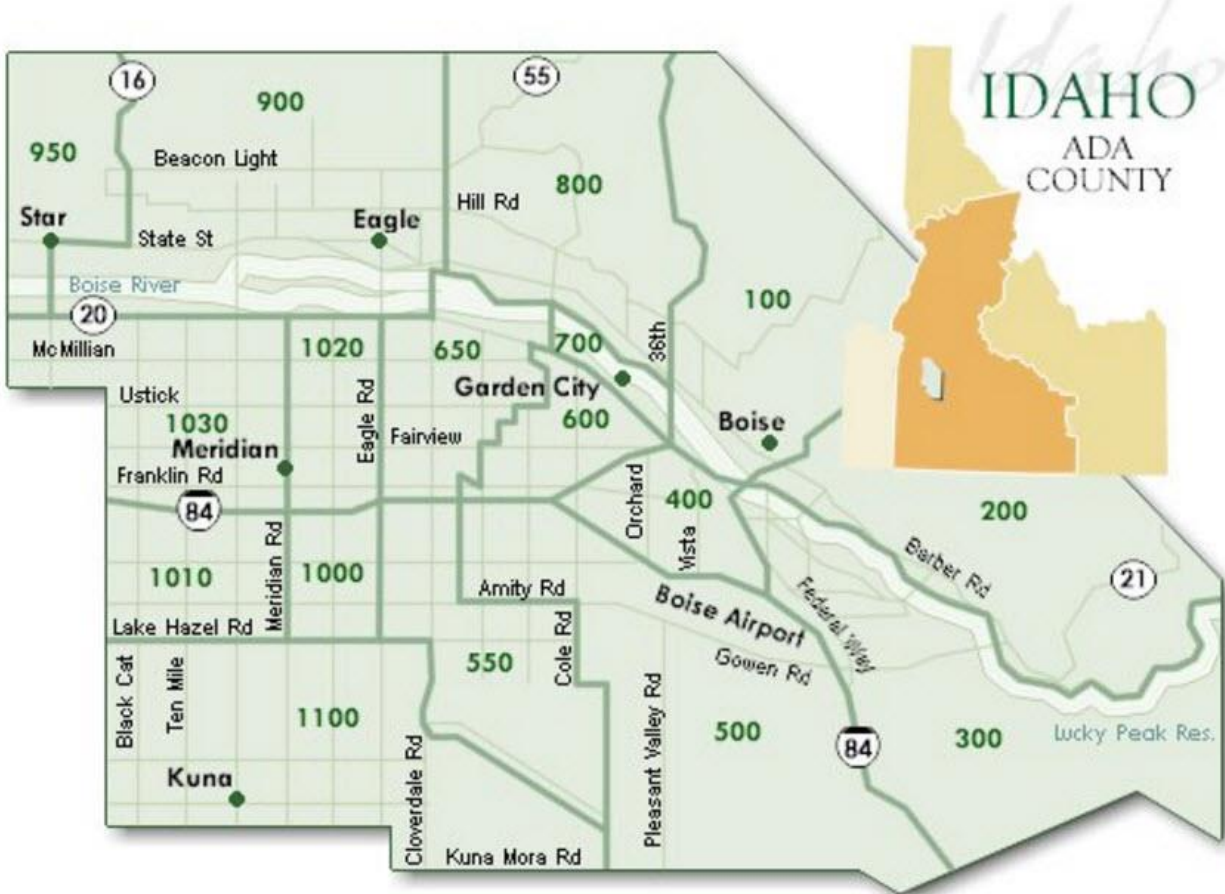 Idaho
IDAHO
ADA
COUNTY
16
55
900
950
Beacon Light
800
Hill Rd
Star
Eagle
State St
Boise River
100
20
McMillian
1020
650
700
36th
Garden City
Ustick
1030
Eagle Rd
Fairview
600
Boise
Meridian
Franklin Rd
84
Orchard
400
Vista
200
Barber Rd
21
1010
Meridian Rd
1000
Amity Rd
Boise Airport
Federal Way
Lake Hazel Rd
550
Cole Rd
Gowen Rd
Black Cat
Ten Mile
1100
Pleasant Valley Rd
500
84
300
Lucky Peak Res.
Kuna
Cloverdale Rd
Kuna Mora Rd